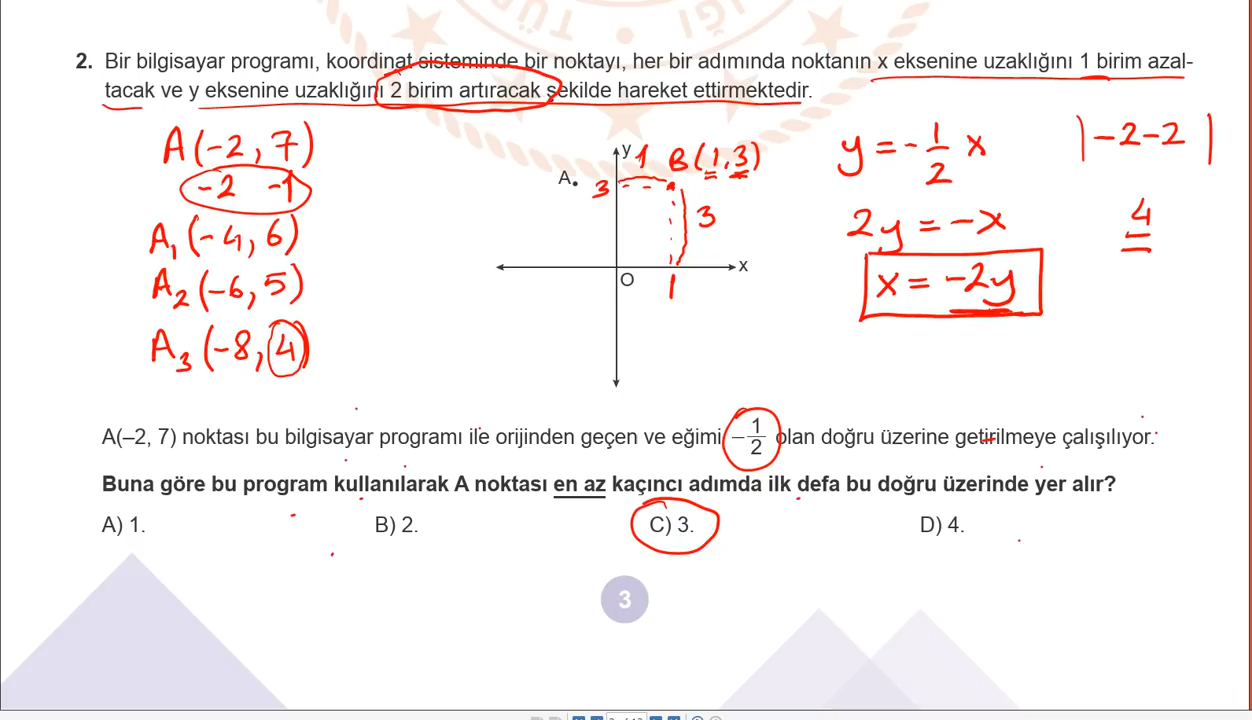 TÜR
İĞİ
2. Bir bilgisayar programı, koordinat sisteminde bir noktayı, her bir adımında noktanın x eksenine uzaklığını 1 birim azal-
tacak ve y eksenine uzaklığını 2 birim artıracak şekilde hareket ettirmektedir.
A(-2, 7)
-2 -1
A₁(-4, 6)
A₂(-6, 5)
A₃(-8, 4)
y
1
B(1, 3)
A.
3
3
x
O
1
y = -1/2 x
2y = -x
x = -2y
|-2-2|
4
A(–2, 7) noktası bu bilgisayar programı ile orijinden geçen ve eğimi -1/2 olan doğru üzerine getirilmeye çalışılıyor.
Buna göre bu program kullanılarak A noktası en az kaçıncı adımda ilk defa bu doğru üzerinde yer alır?
A) 1. B) 2. C) 3. D) 4.
3